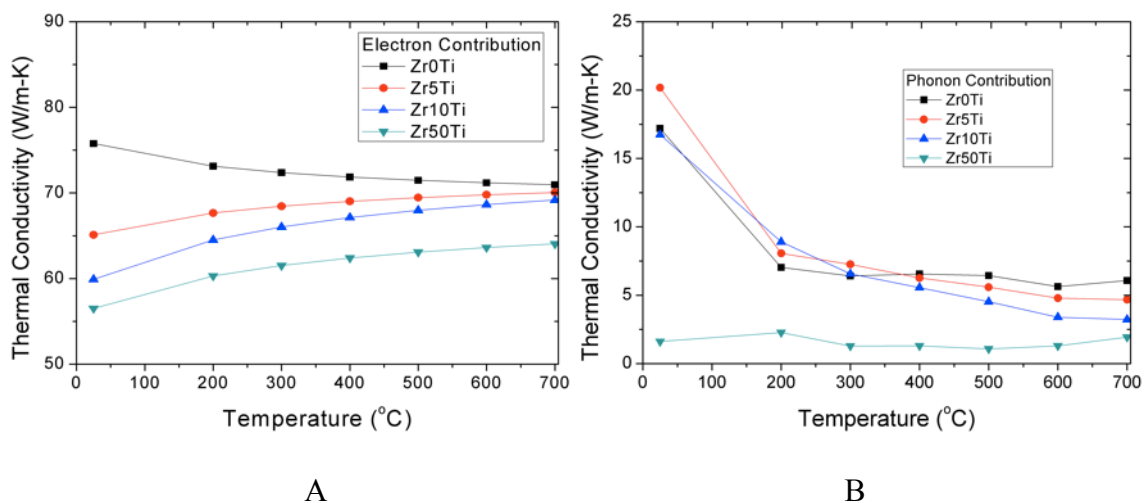 90
80
70
60
50
Thermal Conductivity (W/m-K)
Electron Contribution
Zr0Ti
Zr5Ti
Zr10Ti
Zr50Ti
0 100 200 300 400 500 600 700
Temperature (°C)
A
25
20
15
10
5
0
Thermal Conductivity (W/m-K)
Phonon Contribution
Zr0Ti
Zr5Ti
Zr10Ti
Zr50Ti
0 100 200 300 400 500 600 700
Temperature (°C)
B